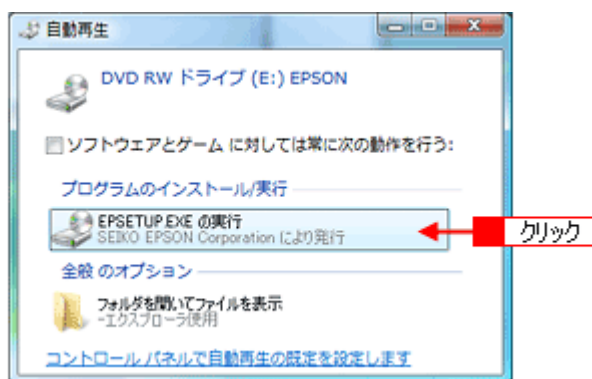 自動再生
DVD RW ドライブ (E:) EPSON
ソフトウェアとゲーム に対しては常に次の動作を行う:
プログラムのインストール/実行
EPSETUP.EXE の実行
SEIKO EPSON Corporation により発行
クリック
全般 のオプション
フォルダを開いてファイルを表示
-エクスプローラ使用
コントロール パネルで自動再生の既定を設定します